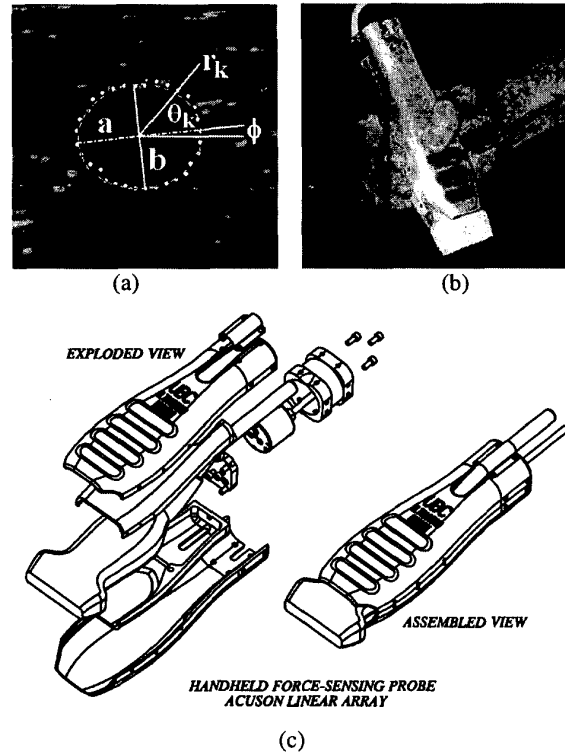 r_k
θ_k
a
b
ϕ
(a)
(b)
EXPLODED VIEW
ASSEMBLED VIEW
HANDHELD FORCE-SENSING PROBE
ACUSON LINEAR ARRAY
(c)